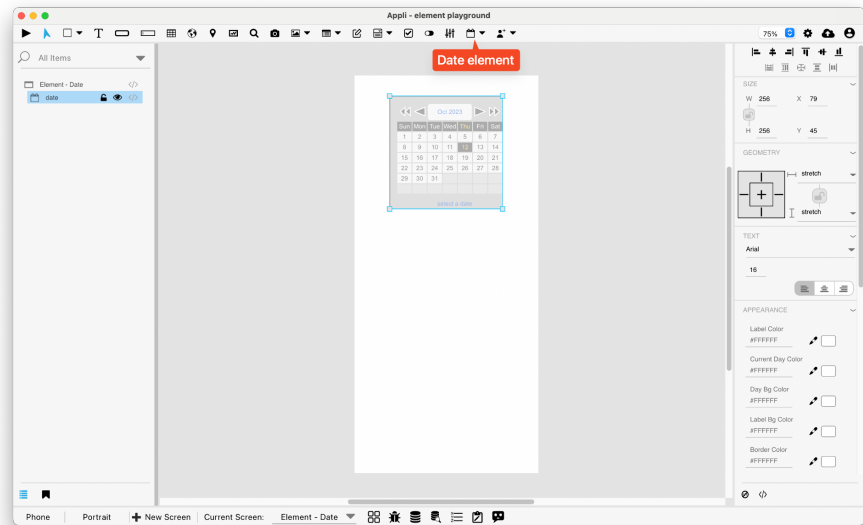 Appli - element playground
75%
Date element
All Items
Element - Date
date
Oct 2023
Sun Mon Tue Wed Thu Fri Sat
1 2 3 4 5 6 7
8 9 10 11 12 13 14
15 16 17 18 19 20 21
22 23 24 25 26 27 28
29 30 31
select a date
SIZE
W 256 X 79
H 256 Y 45
GEOMETRY
stretch
stretch
TEXT
Arial
16
APPEARANCE
Label Color
#FFFFFF
Current Day Color
#FFFFFF
Day Bg Color
#FFFFFF
Label Bg Color
#FFFFFF
Border Color
#FFFFFF
Phone Portrait New Screen Current Screen: Element - Date